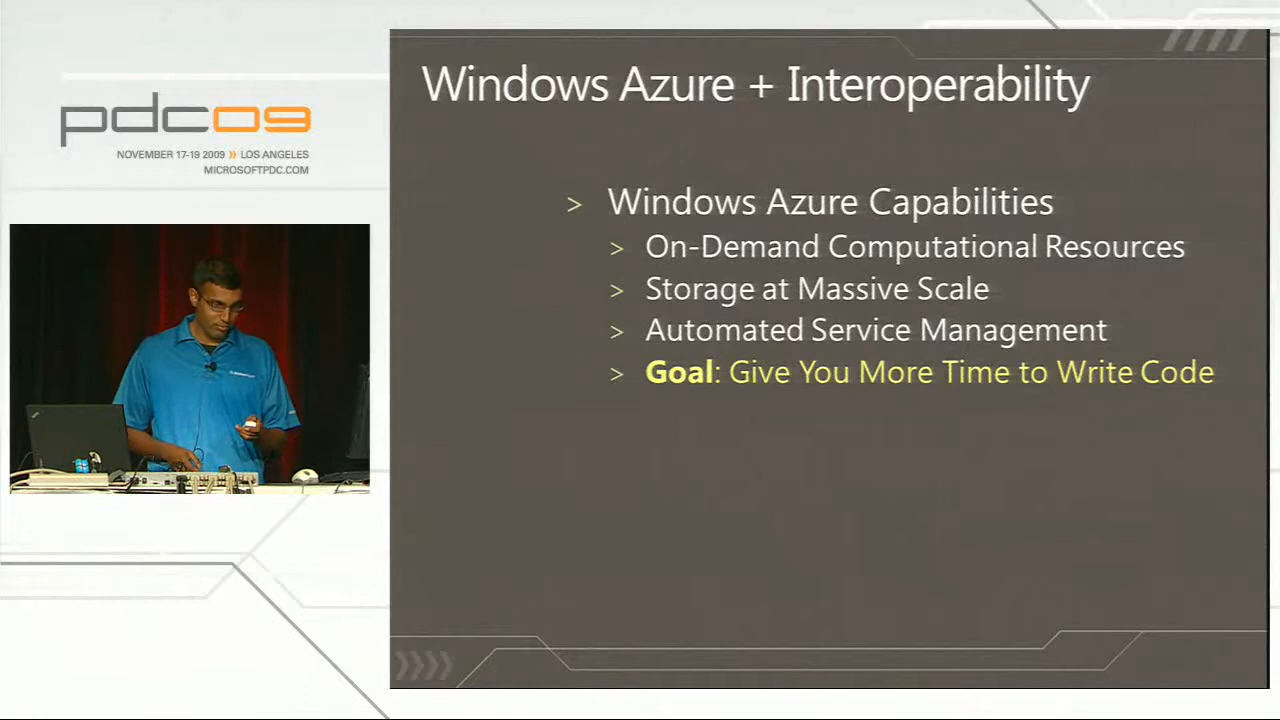 pdc09
NOVEMBER 17-19 2009 » LOS ANGELES
MICROSOFTPDC.COM
Windows Azure + Interoperability
> Windows Azure Capabilities
> On-Demand Computational Resources
> Storage at Massive Scale
> Automated Service Management
> Goal: Give You More Time to Write Code